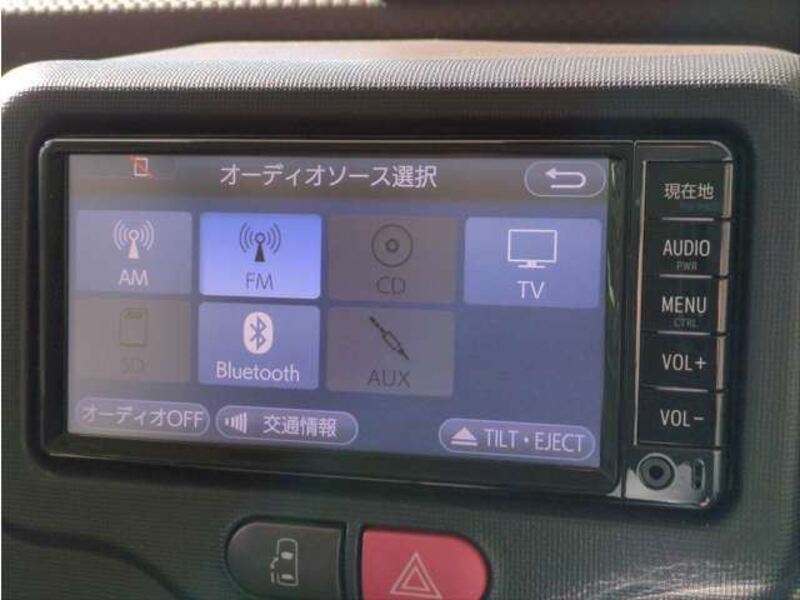 オーディオソース選択
AM
FM
CD
TV
SD
Bluetooth
AUX
オーディオOFF
交通情報
TILT・EJECT
現在地
AUDIO
PWR
MENU
CTRL
VOL+
VOL-